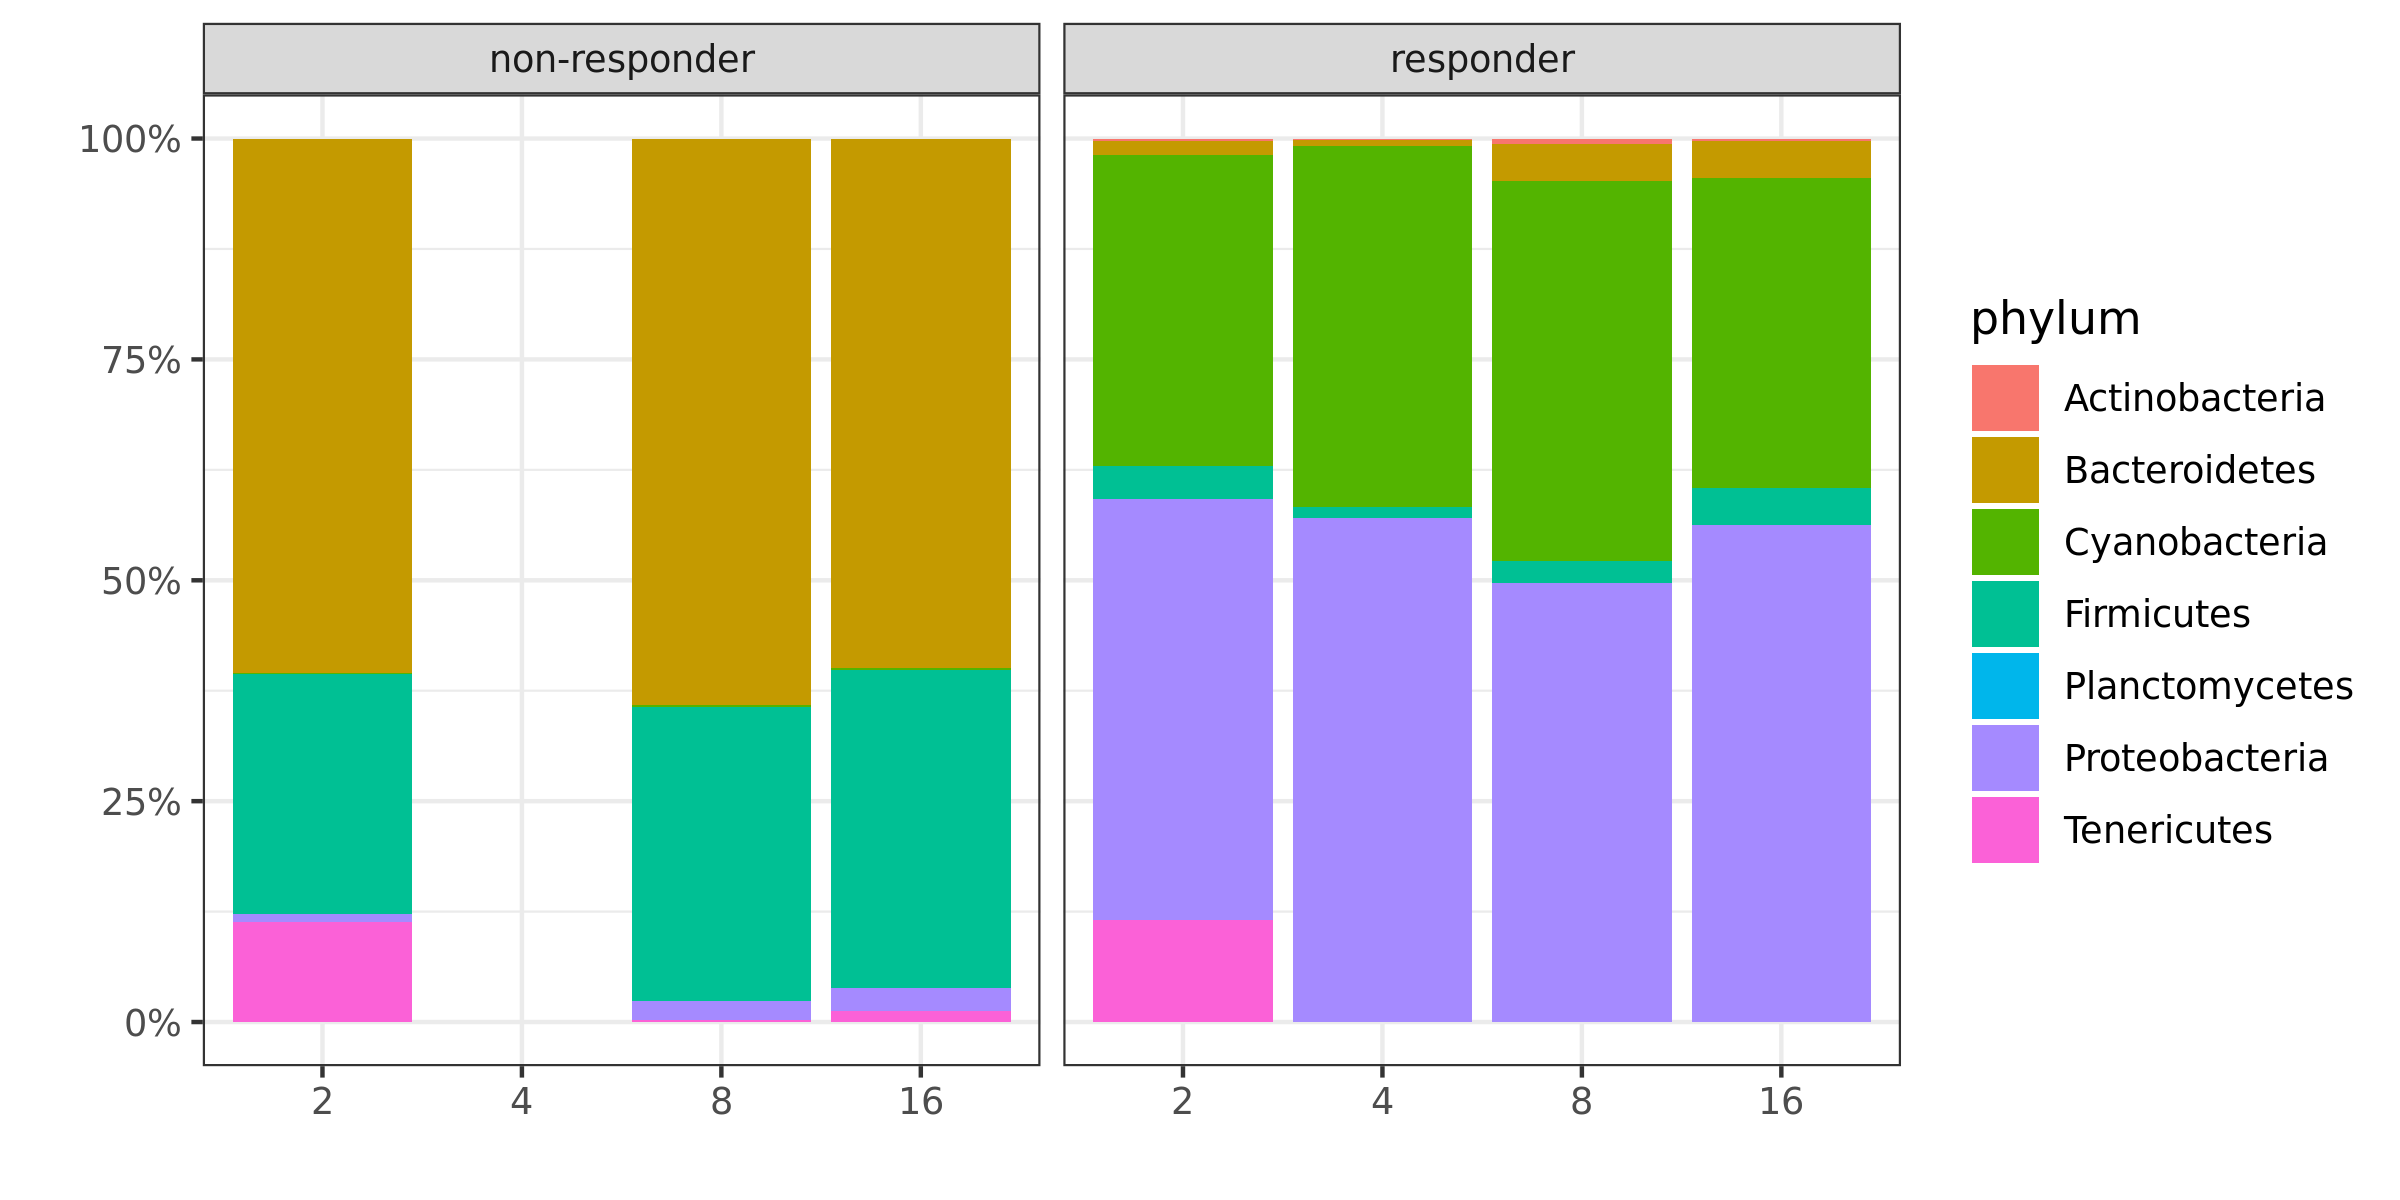 non-responder
responder
100%
75%
50%
25%
0%
2 4 8 16
2 4 8 16
phylum
Actinobacteria
Bacteroidetes
Cyanobacteria
Firmicutes
Planctomycetes
Proteobacteria
Tenericutes